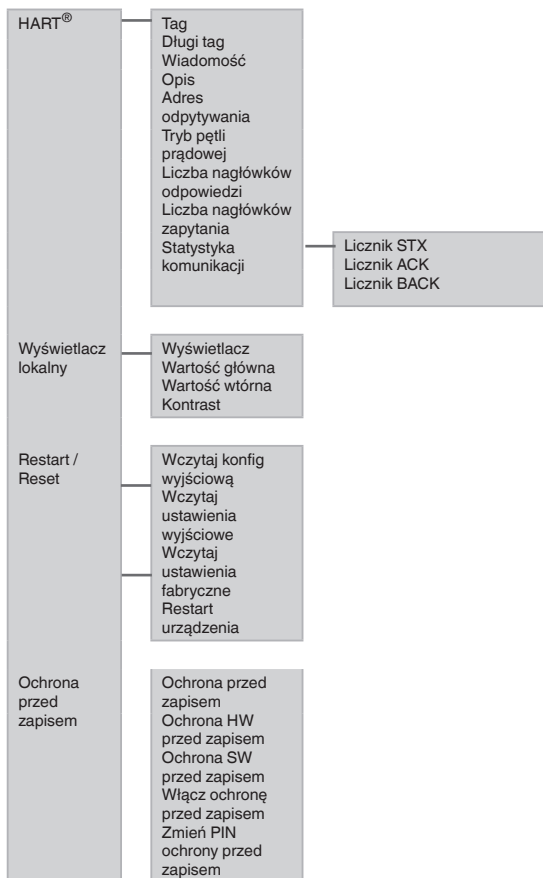 HART®
Tag
Długi tag
Wiadomość
Opis
Adres
odpytywania
Tryb pętli
prądowej
Liczba nagłówków
odpowiedzi
Liczba nagłówków
zapytania
Statystyka
komunikacji
Licznik STX
Licznik ACK
Licznik BACK
Wyświetlacz
lokalny
Wyświetlacz
Wartość główna
Wartość wtórna
Kontrast
Restart /
Reset
Wczytaj konfig
wyjściową
Wczytaj
ustawienia
wyjściowe
Wczytaj
ustawienia
fabryczne
Restart
urządzenia
Ochrona
przed
zapisem
Ochrona przed
zapisem
Ochrona HW
przed zapisem
Ochrona SW
przed zapisem
Włącz ochronę
przed zapisem
Zmień PIN
ochrony przed
zapisem